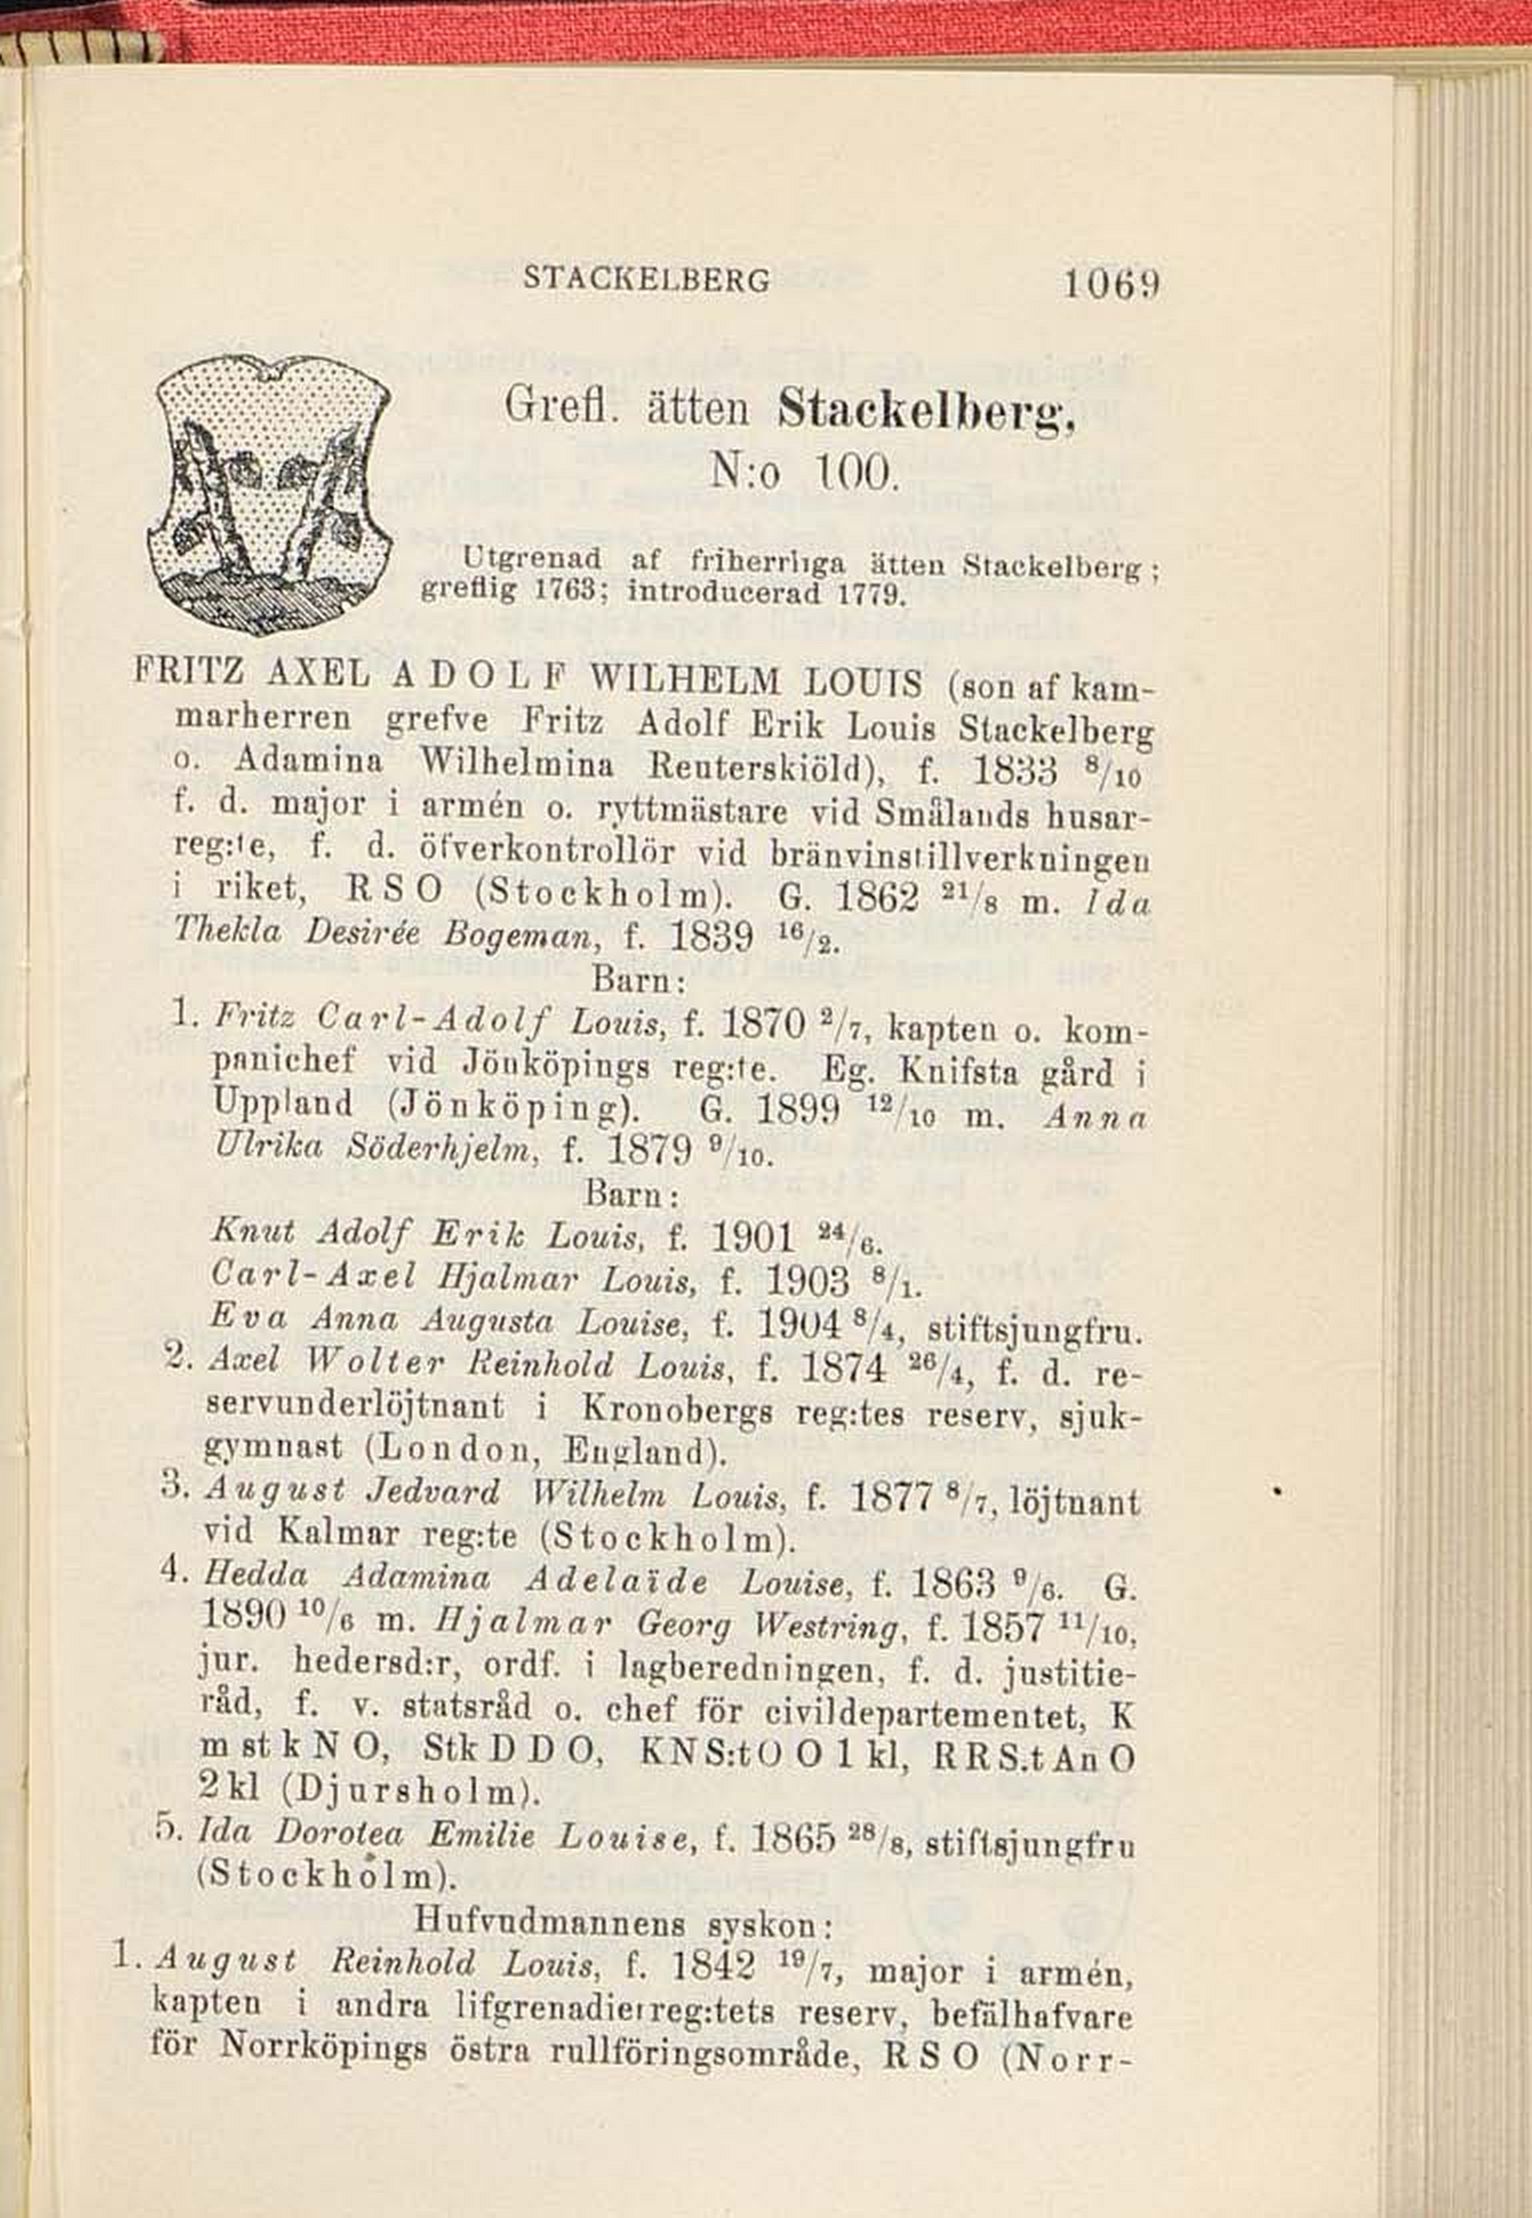 STACKELBERG 1069
Grefl. ätten Stackelberg,
N:o 100.
Utgrenad af friherrliga ätten Stackelberg;
greflig 1763; introducerad 1779.
FRITZ AXEL ADOLF WILHELM LOUIS (son af kam-
marherren grefve Fritz Adolf Erik Louis Stackelberg
o. Adamina Wilhelmina Reuterskiöld), f. 1833 8/10
f. d. major i armén o. ryttmästare vid Smålands husar-
reg:te, f. d. öfverkontrollör vid bränvinstillverkningen
i riket, RSO (Stockholm). G. 1862 21/8 m. Ida
Thekla Desirée Bogeman, f. 1839 16/2.
Barn:
1. Fritz Carl-Adolf Louis, f. 1870 2/7, kapten o. kom-
panichef vid Jönköpings reg:te. Eg. Knifsta gård i
Uppland (Jönköping). G. 1899 12/10 m. Anna
Ulrika Söderhjelm, f. 1879 9/10.
Barn:
Knut Adolf Erik Louis, f. 1901 24/6.
Carl-Axel Hjalmar Louis, f. 1903 8/1.
Eva Anna Augusta Louise, f. 1904 8/4, stiftsjungfru.
2. Axel Wolter Reinhold Louis, f. 1874 26/4, f. d. re-
servunderlöjtnant i Kronobergs reg:tes reserv, sjuk-
gymnast (London, England).
3. August Jedvard Wilhelm Louis, f. 1877 8/7, löjtnant
vid Kalmar reg:te (Stockholm).
4. Hedda Adamina Adelaïde Louise, f. 1863 9/6. G.
1890 10/6 m. Hjalmar Georg Westring, f. 1857 11/10,
jur. hedersd:r, ordf. i lagberedningen, f. d. justitie-
råd, f. v. statsråd o. chef för civildepartementet, K
m st k N O, Stk D D O, KNS:tO O 1 kl, R R S.t An O
2 kl (Djursholm).
5. Ida Dorotea Emilie Louise, f. 1865 28/8, stiftsjungfru
(Stockholm).
Hufvudmannens syskon:
1. August Reinhold Louis, f. 1842 19/7, major i armén,
kapten i andra lifgrenadierreg:tets reserv, befälhafvare
för Norrköpings östra rullföringsområde, R S O (Norr-